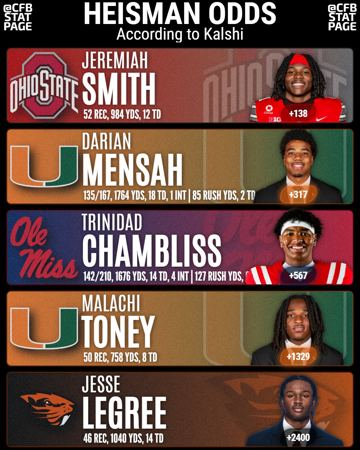 @CFB
STAT
PAGE
HEISMAN ODDS
According to Kalshi
@CFB
STAT
PAGE
OHIO STATE
JEREMIAH
SMITH
52 REC, 984 YDS, 12 TD
+138
DARIAN
MENSAH
135/167, 1764 YDS, 18 TD, 1 INT | 85 RUSH YDS, 2 TD
+317
Ole
Miss
TRINIDAD
CHAMBLISS
142/210, 1676 YDS, 14 TD, 4 INT | 127 RUSH YDS,
+567
MALACHI
TONEY
50 REC, 758 YDS, 8 TD
+1329
JESSE
LEGREE
46 REC, 1040 YDS, 14 TD
+2400